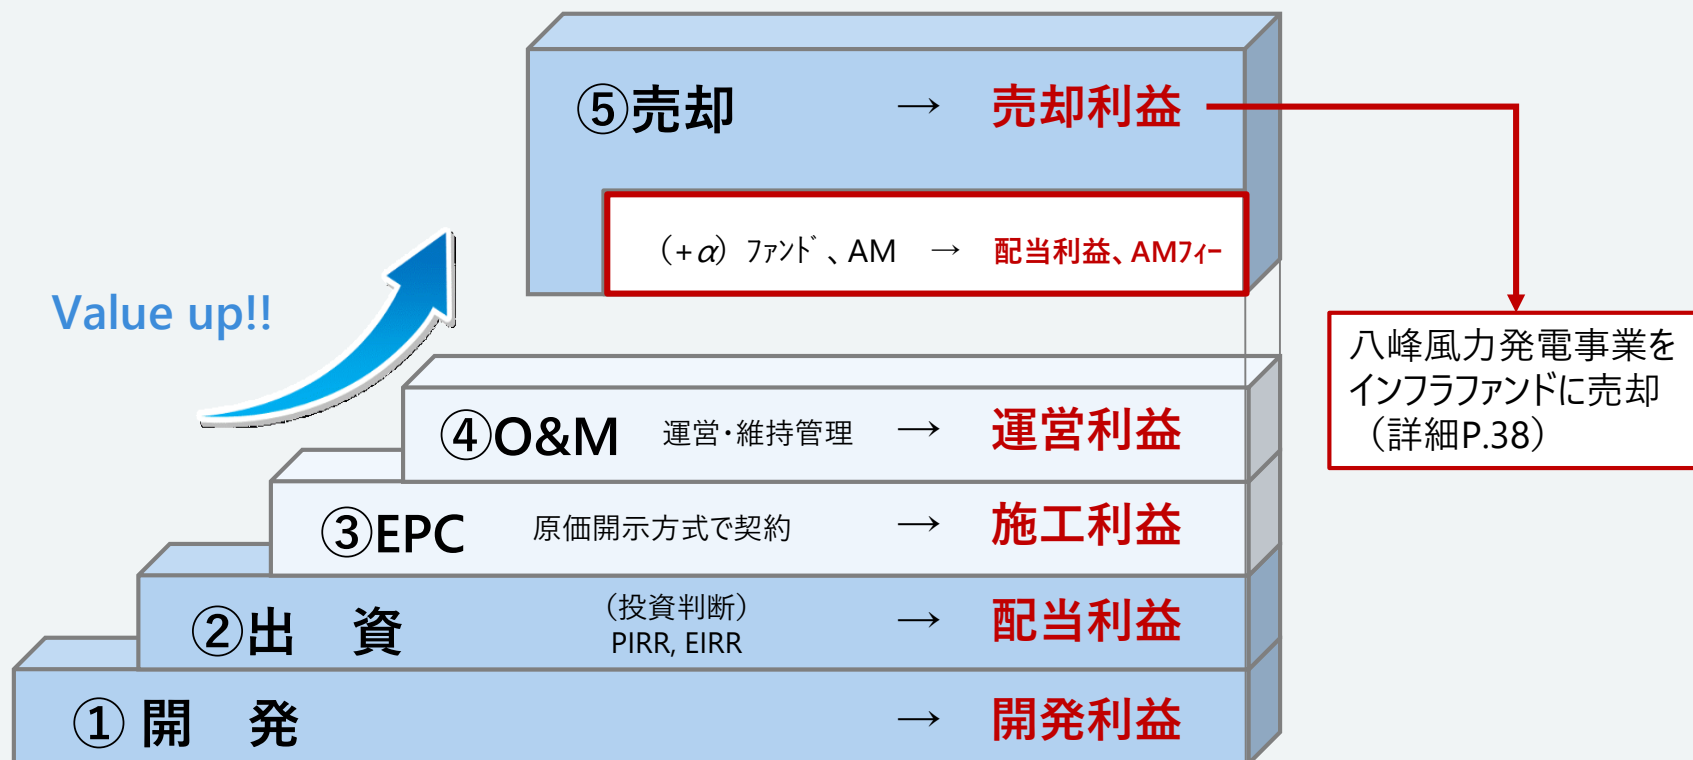 ⑤売却 → 売却利益
(+α) ﾌｧﾝﾄﾞ、AM → 配当利益、AMﾌｨｰ
Value up!!
八峰風力発電事業を
インフラファンドに売却
（詳細P.38）
④O&M 運営・維持管理 → 運営利益
③EPC 原価開示方式で契約 → 施工利益
②出　資 （投資判断） → 配当利益
PIRR, EIRR
①開　発 → 開発利益